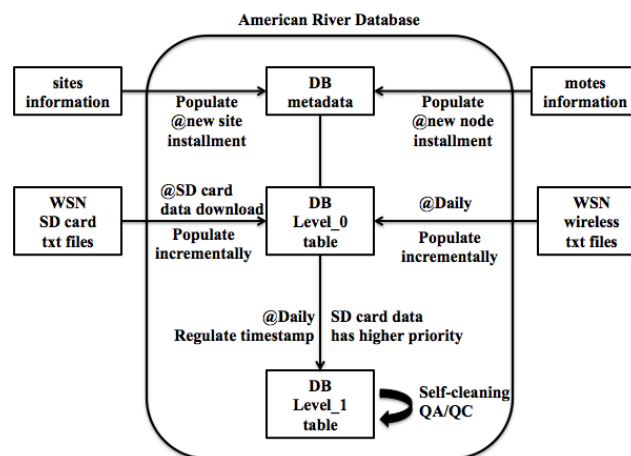 American River Database
sites
information
DB
metadata
motes
information
Populate
@new site
installment
Populate
@new node
installment
WSN
SD card
txt files
@SD card
data download
Populate
incrementally
DB
Level_0
table
@Daily
Populate
incrementally
WSN
wireless
txt files
@Daily
Regulate timestamp
SD card data
has higher priority
DB
Level_1
table
Self-cleaning
QA/QC